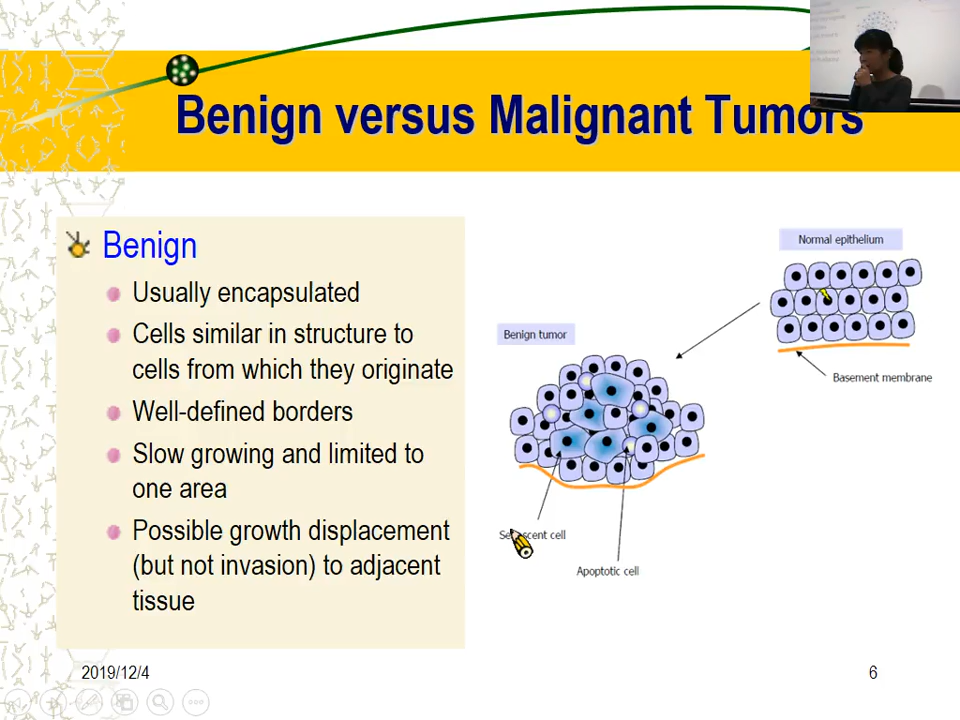 Benign versus Malignant Tumors
Benign
Usually encapsulated
Cells similar in structure to
cells from which they originate
Well-defined borders
Slow growing and limited to
one area
Possible growth displacement
(but not invasion) to adjacent
tissue
Normal epithelium
Basement membrane
Benign tumor
cell
Apoptotic cell
2019/12/4
6